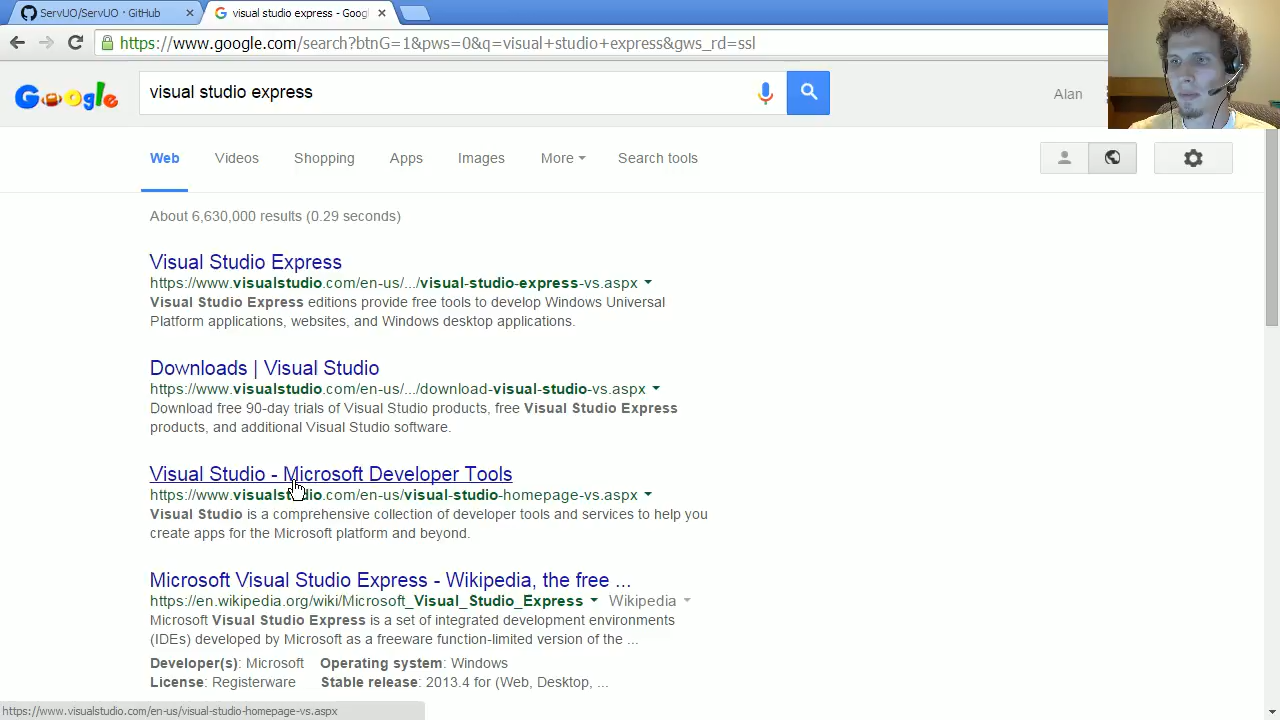 ServUO/ServUO · GitHub
visual studio express - Goog
https://www.google.com/search?btnG=1&pws=0&q=visual+studio+express&gws_rd=ssl
Google
visual studio express
Alan
Web Videos Shopping Apps Images More Search tools
About 6,630,000 results (0.29 seconds)
Visual Studio Express
https://www.visualstudio.com/en-us/.../visual-studio-express-vs.aspx
Visual Studio Express editions provide free tools to develop Windows Universal
Platform applications, websites, and Windows desktop applications.
Downloads | Visual Studio
https://www.visualstudio.com/en-us/.../download-visual-studio-vs.aspx
Download free 90-day trials of Visual Studio products, free Visual Studio Express
products, and additional Visual Studio software.
Visual Studio - Microsoft Developer Tools
https://www.visualstudio.com/en-us/visual-studio-homepage-vs.aspx
Visual Studio is a comprehensive collection of developer tools and services to help you
create apps for the Microsoft platform and beyond.
Microsoft Visual Studio Express - Wikipedia, the free ...
https://en.wikipedia.org/wiki/Microsoft_Visual_Studio_Express Wikipedia
Microsoft Visual Studio Express is a set of integrated development environments
(IDEs) developed by Microsoft as a freeware function-limited version of the ...
Developer(s): Microsoft Operating system: Windows
License: Registerware Stable release: 2013.4 for (Web, Desktop, ...
https://www.visualstudio.com/en-us/visual-studio-homepage-vs.aspx